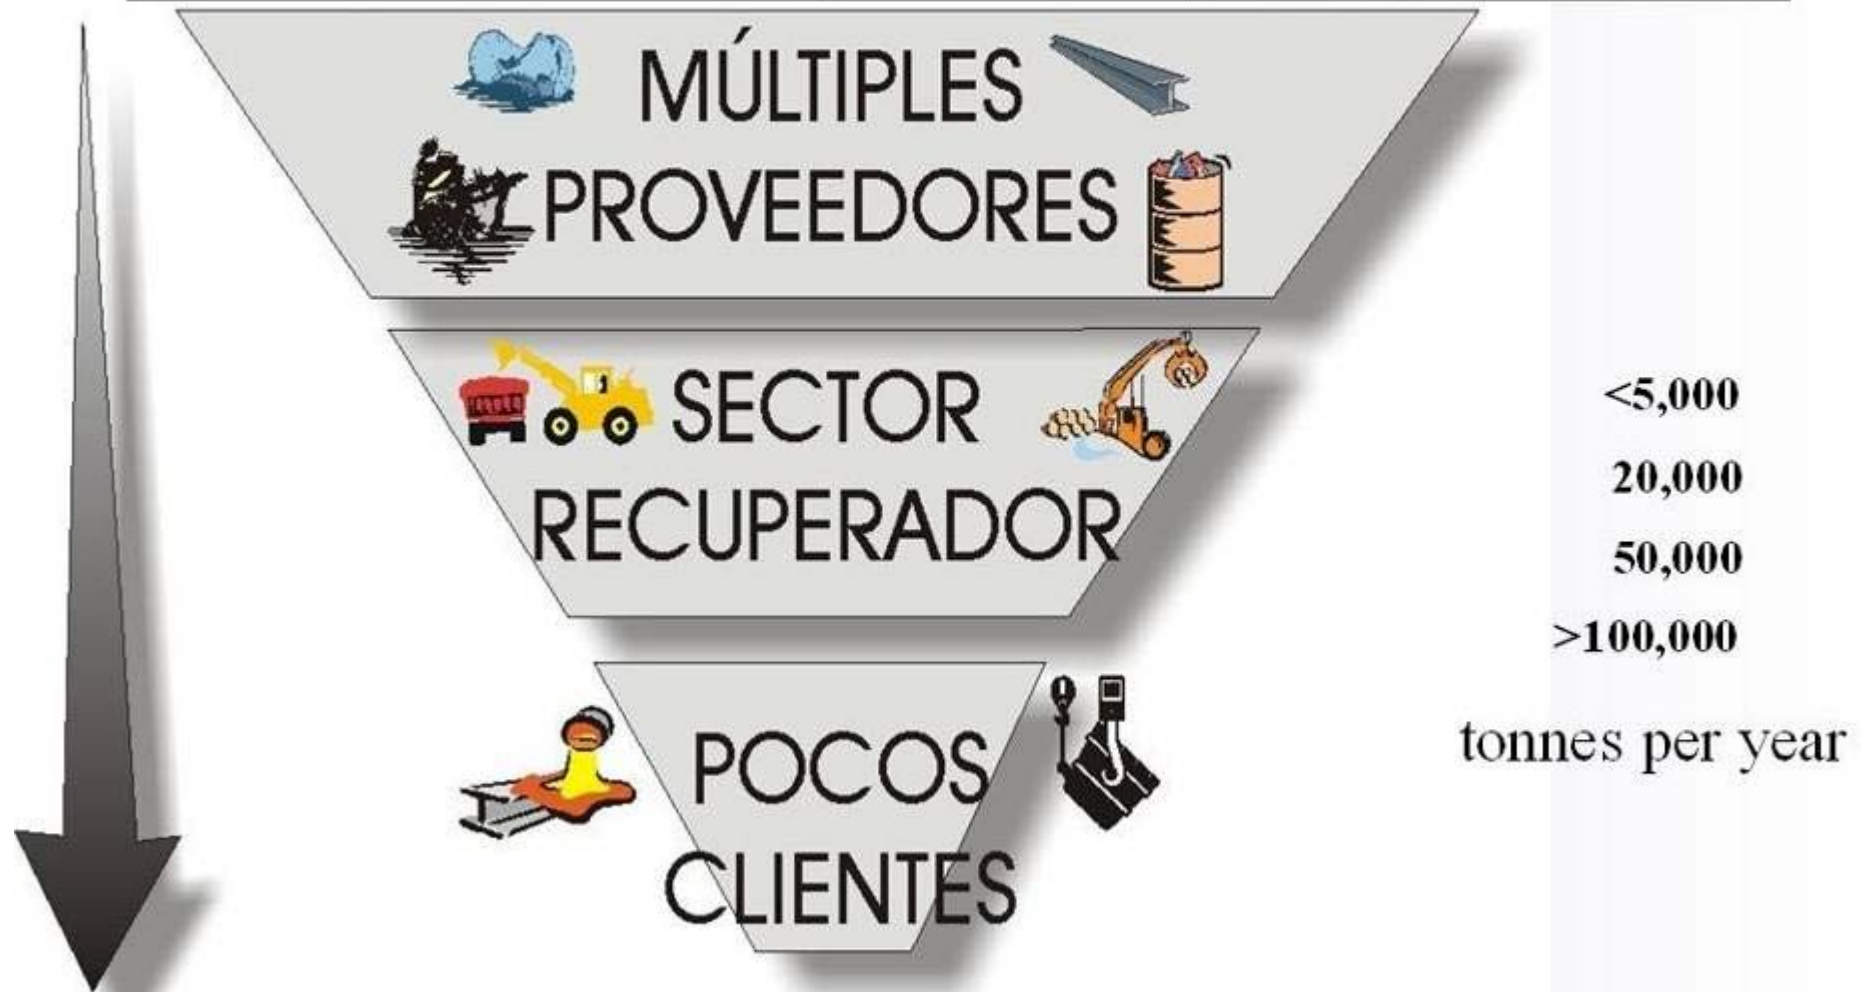 MÚLTIPLES
PROVEEDORES
SECTOR
RECUPERADOR
POCOS
CLIENTES
<5,000
20,000
50,000
>100,000
tonnes per year